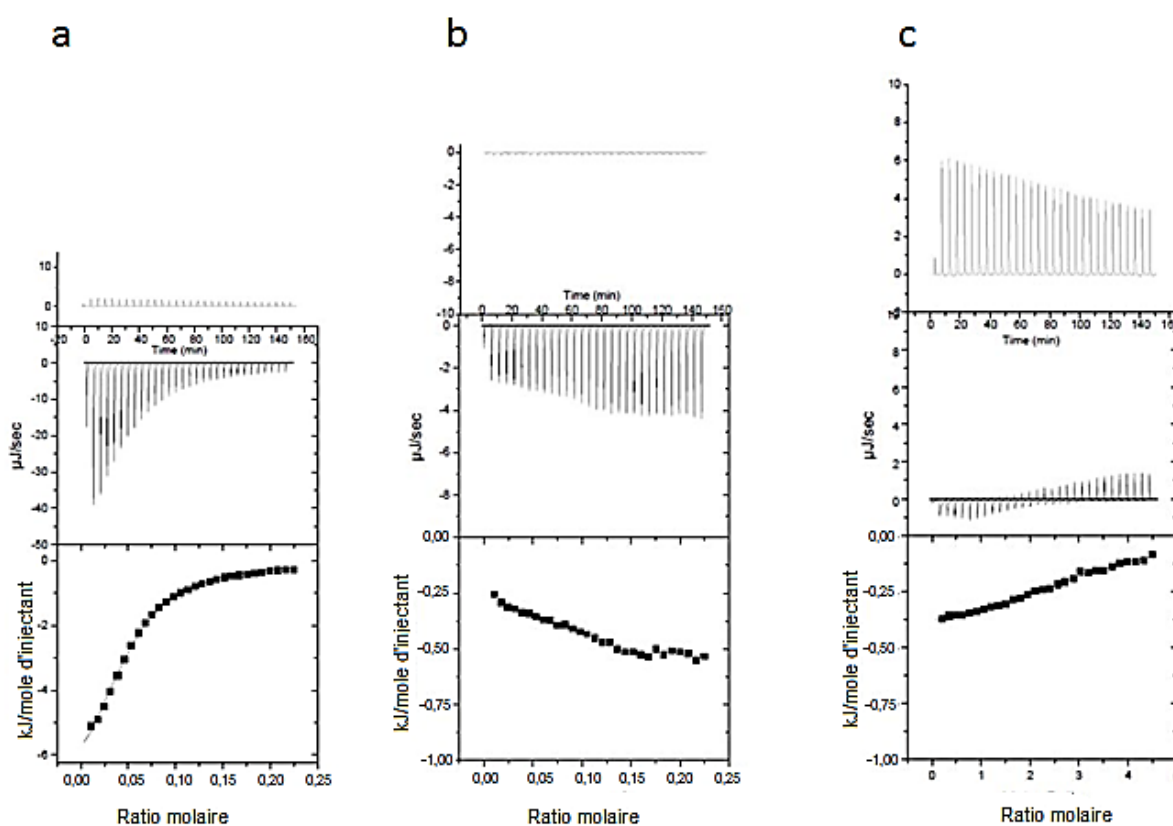 a
10
0
-20 0 20 40 60 80 100 120 140 160
Time (min)
10
0
-10
-20
-30
-40
-50
µJ/sec
0
-2
-4
-6
kJ/mole d'injectant
0,00 0,05 0,10 0,15 0,20 0,25
Ratio molaire
b
0
-2
-4
-6
-8
-10
Time (min)
0 20 40 60 80 100 120 140 160
0
-2
-4
-6
-8
µJ/sec
0,00
-0,25
-0,50
-0,75
-1,00
kJ/mole d'injectant
0,00 0,05 0,10 0,15 0,20 0,25
Ratio molaire
c
10
8
6
4
2
0
0 20 40 60 80 100 120 140 160
Time (min)
8
6
4
2
0
µJ/sec
0,00
-0,25
-0,50
-0,75
-1,00
kJ/mole d'injectant
0 1 2 3 4
Ratio molaire